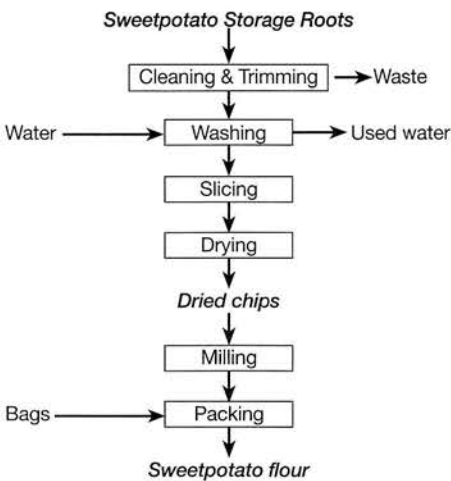 Sweetpotato Storage Roots
Cleaning & Trimming
Waste
Water
Washing
Used water
Slicing
Drying
Dried chips
Milling
Bags
Packing
Sweetpotato flour